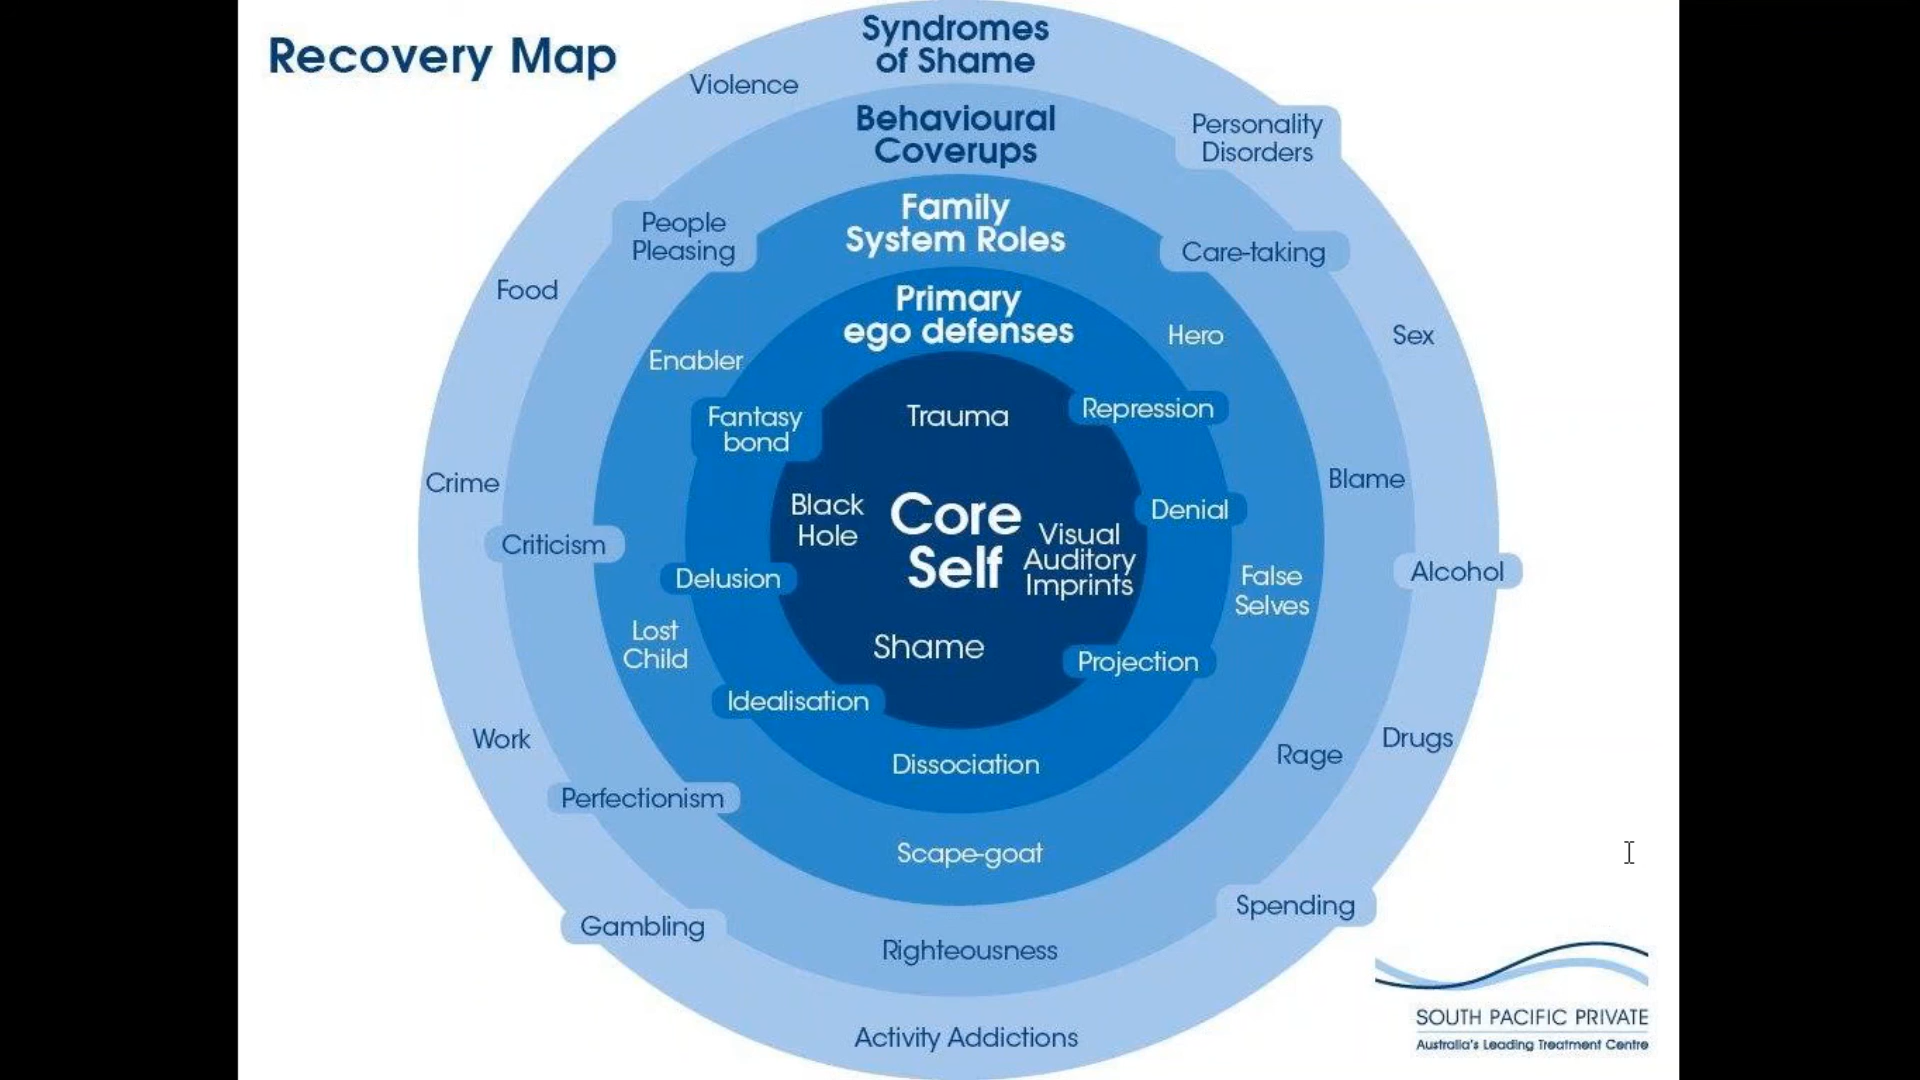 Recovery Map
Syndromes
of Shame
Violence
Personality
Disorders
Behavioural
Coverups
People
Pleasing
Family
System Roles
Care-taking
Food
Primary
ego defenses
Hero
Sex
Enabler
Fantasy
bond
Trauma
Repression
Crime
Blame
Black
Hole
Core
Self
Visual
Auditory
Imprints
Denial
Criticism
Delusion
False
Selves
Alcohol
Lost
Child
Shame
Projection
Idealisation
Work
Dissociation
Rage
Drugs
Perfectionism
Scape-goat
Gambling
Righteousness
Spending
Activity Addictions
SOUTH PACIFIC PRIVATE
Australia's Leading Treatment Centre